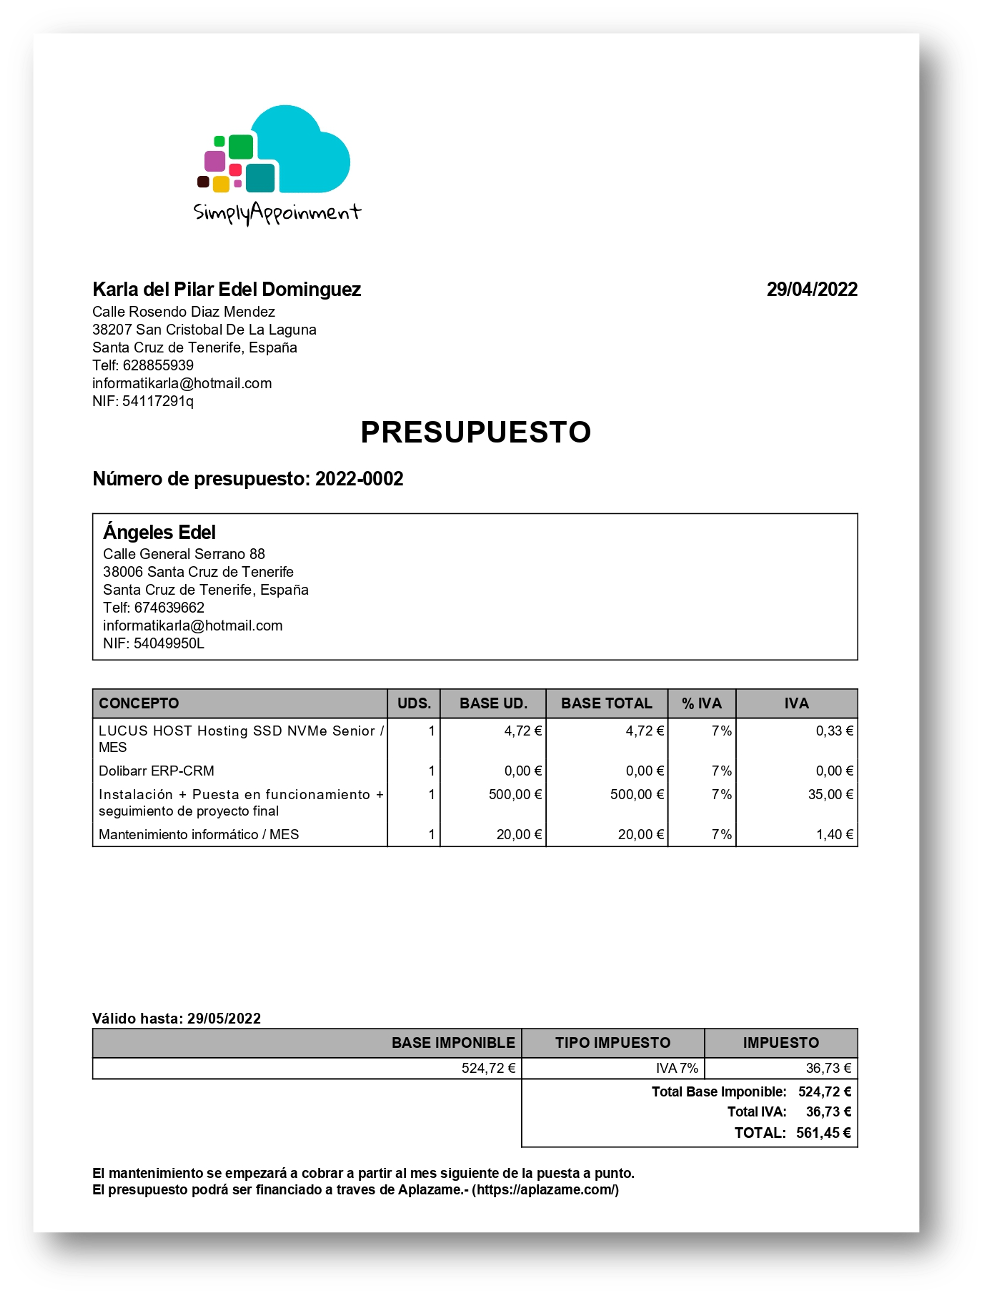 SimplyAppoinment
Karla del Pilar Edel Dominguez 29/04/2022
Calle Rosendo Diaz Mendez
38207 San Cristobal De La Laguna
Santa Cruz de Tenerife, España
Telf: 628855939
informatikarla@hotmail.com
NIF: 54117291q
PRESUPUESTO
Número de presupuesto: 2022-0002
Ángeles Edel
Calle General Serrano 88
38006 Santa Cruz de Tenerife
Santa Cruz de Tenerife, España
Telf: 674639662
informatikarla@hotmail.com
NIF: 54049950L
CONCEPTO UDS. BASE UD. BASE TOTAL % IVA IVA
LUCUS HOST Hosting SSD NVMe Senior / 1 4,72 € 4,72 € 7% 0,33 €
MES
Dolibarr ERP-CRM 1 0,00 € 0,00 € 7% 0,00 €
Instalación + Puesta en funcionamiento + 1 500,00 € 500,00 € 7% 35,00 €
seguimiento de proyecto final
Mantenimiento informático / MES 1 20,00 € 20,00 € 7% 1,40 €
Válido hasta: 29/05/2022
BASE IMPONIBLE TIPO IMPUESTO IMPUESTO
524,72 € IVA 7% 36,73 €
Total Base Imponible: 524,72 €
Total IVA: 36,73 €
TOTAL: 561,45 €
El mantenimiento se empezará a cobrar a partir al mes siguiente de la puesta a punto.
El presupuesto podrá ser financiado a traves de Aplazame.- (https://aplazame.com/)